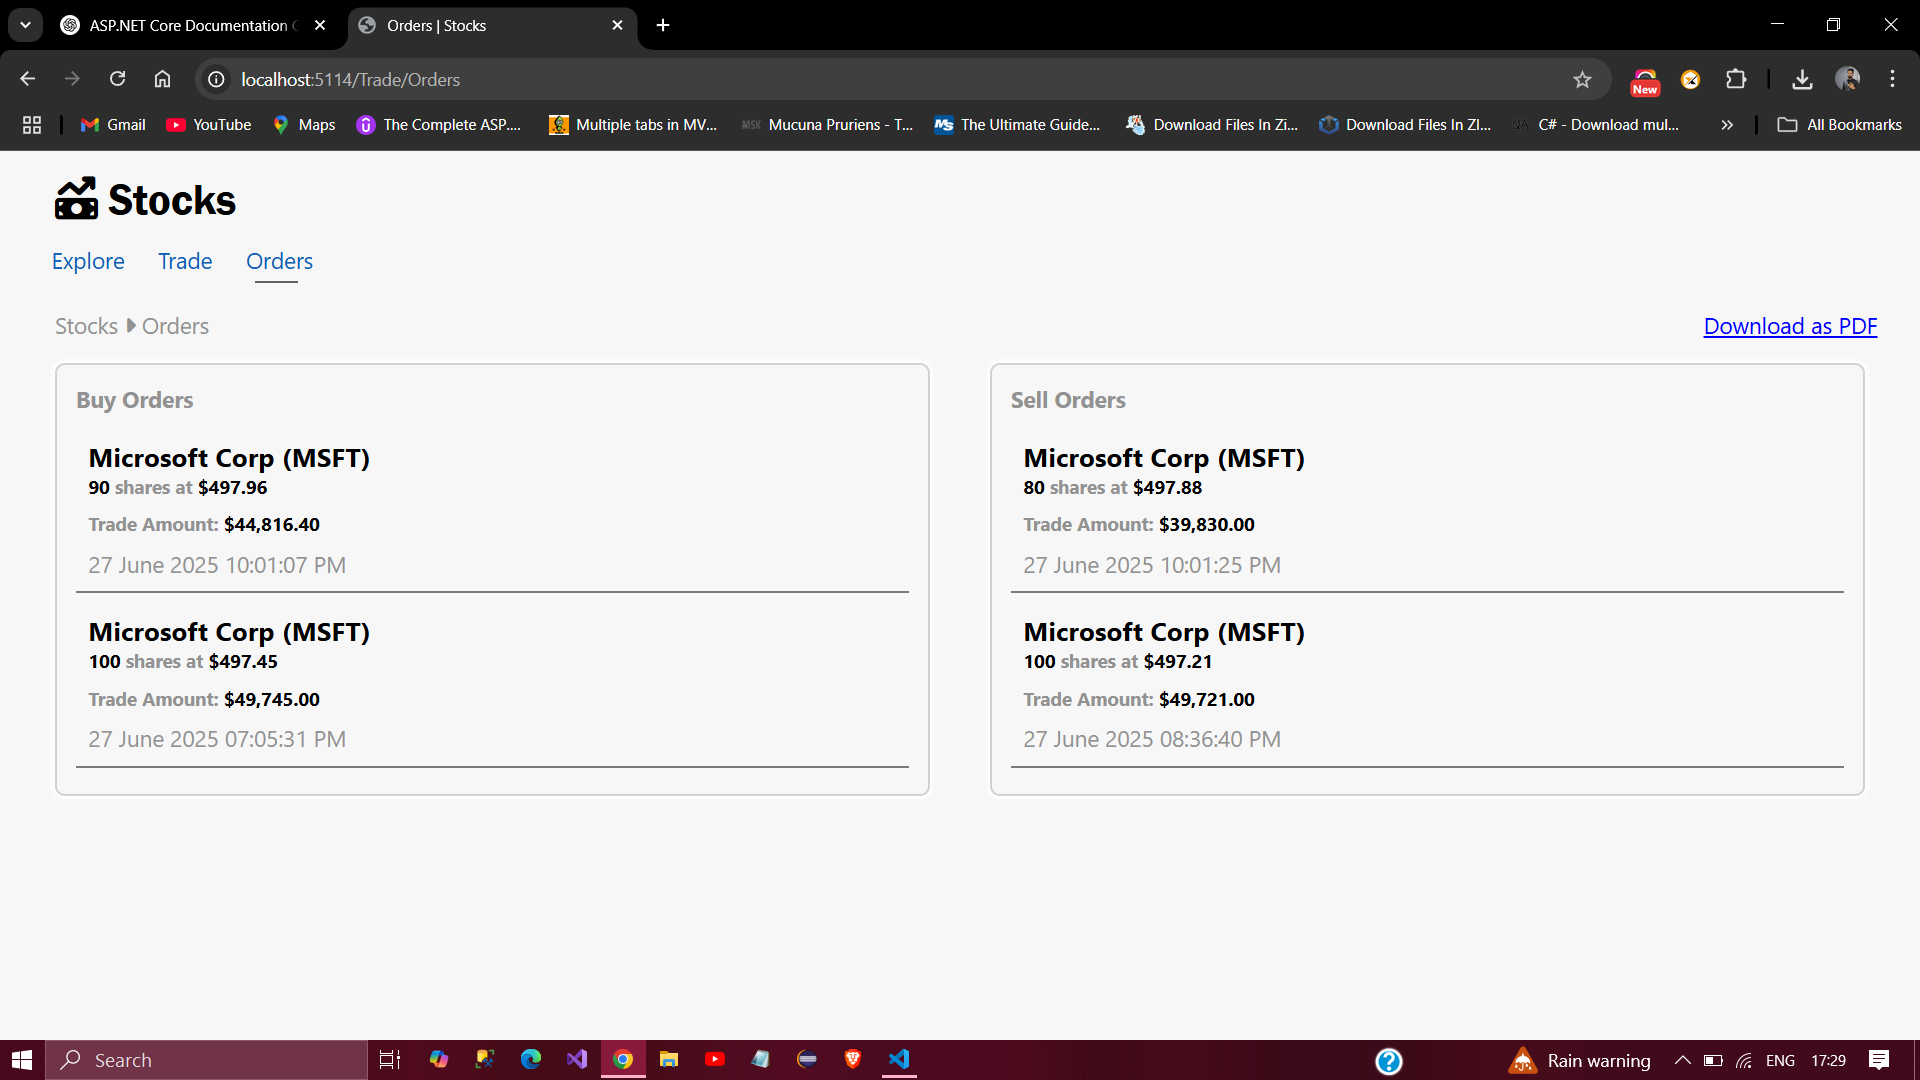 ASP.NET Core Documentation
Orders | Stocks
localhost:5114/Trade/Orders
New
Gmail
YouTube
Maps
The Complete ASP....
Multiple tabs in MV...
Mucuna Pruriens - T...
The Ultimate Guide...
Download Files In Zi...
Download Files In ZI...
C# - Download mul...
All Bookmarks
Stocks
Explore
Trade
Orders
Stocks Orders
Download as PDF
Buy Orders
Microsoft Corp (MSFT)
90 shares at $497.96
Trade Amount: $44,816.40
27 June 2025 10:01:07 PM
Microsoft Corp (MSFT)
100 shares at $497.45
Trade Amount: $49,745.00
27 June 2025 07:05:31 PM
Sell Orders
Microsoft Corp (MSFT)
80 shares at $497.88
Trade Amount: $39,830.00
27 June 2025 10:01:25 PM
Microsoft Corp (MSFT)
100 shares at $497.21
Trade Amount: $49,721.00
27 June 2025 08:36:40 PM
Search
Rain warning
ENG
17:29